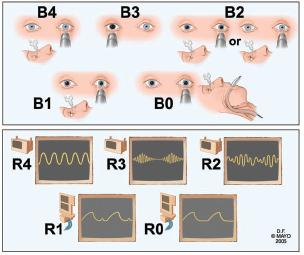 B4 B3 B2
or
B1 B0
R4 R3 R2
R1 R0
D.F.
© MAYO
2005